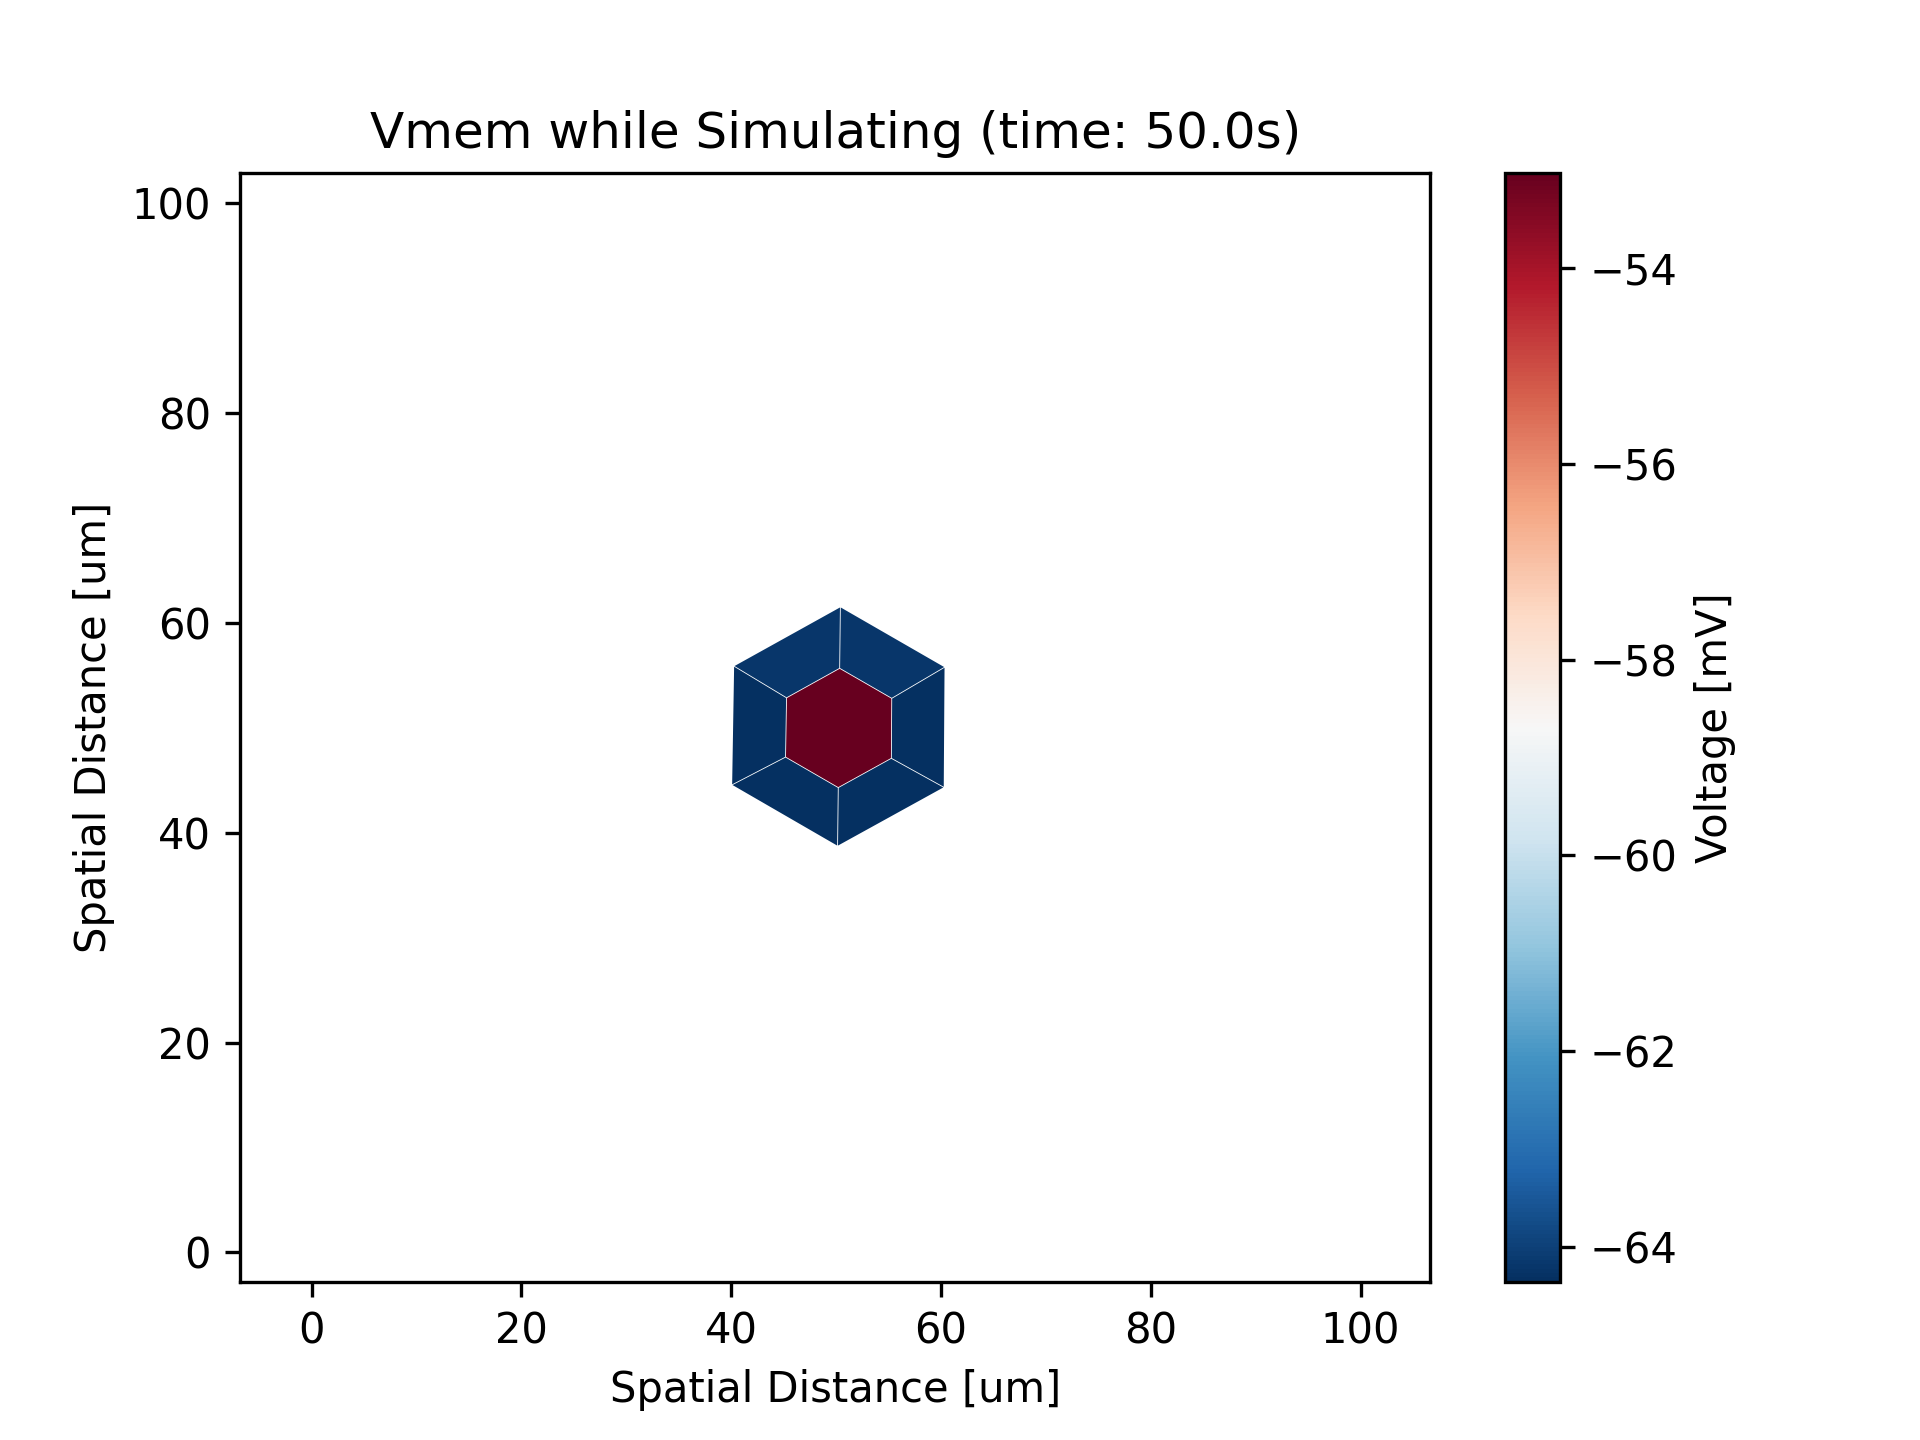 Vmem while Simulating (time: 50.0s)
100
80
60
40
20
0
Spatial Distance [um]
0 20 40 60 80 100
Spatial Distance [um]
−54
−56
−58
−60
−62
−64
Voltage [mV]